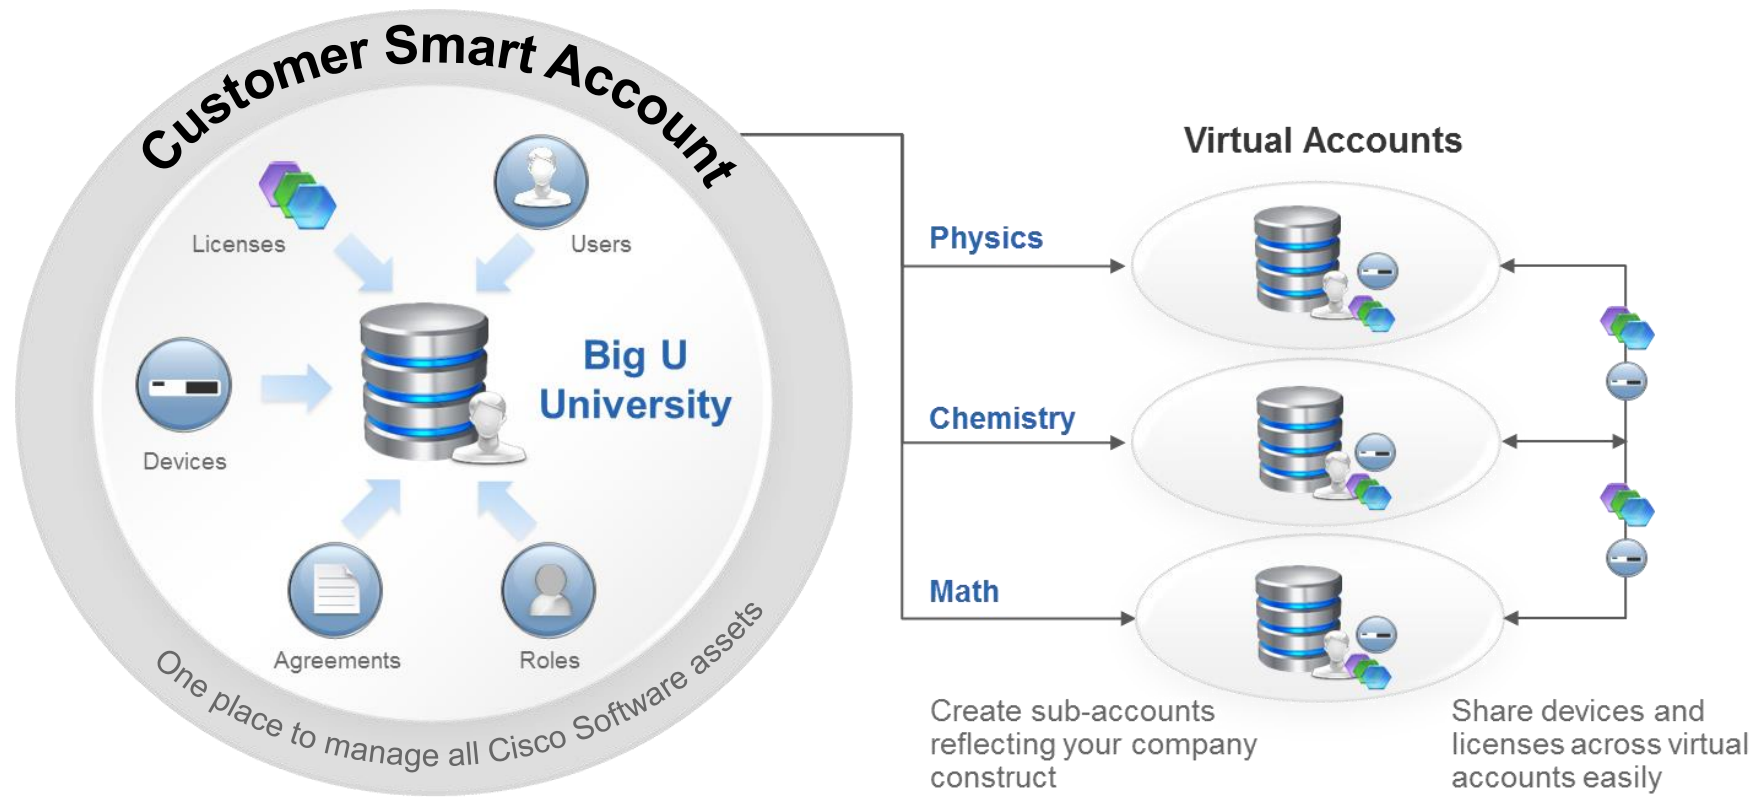 Customer Smart Account
Licenses
Users
Big U
University
Devices
Agreements
Roles
One place to manage all Cisco Software assets
Virtual Accounts
Physics
Chemistry
Math
Create sub-accounts
reflecting your company
construct
Share devices and
licenses across virtual
accounts easily